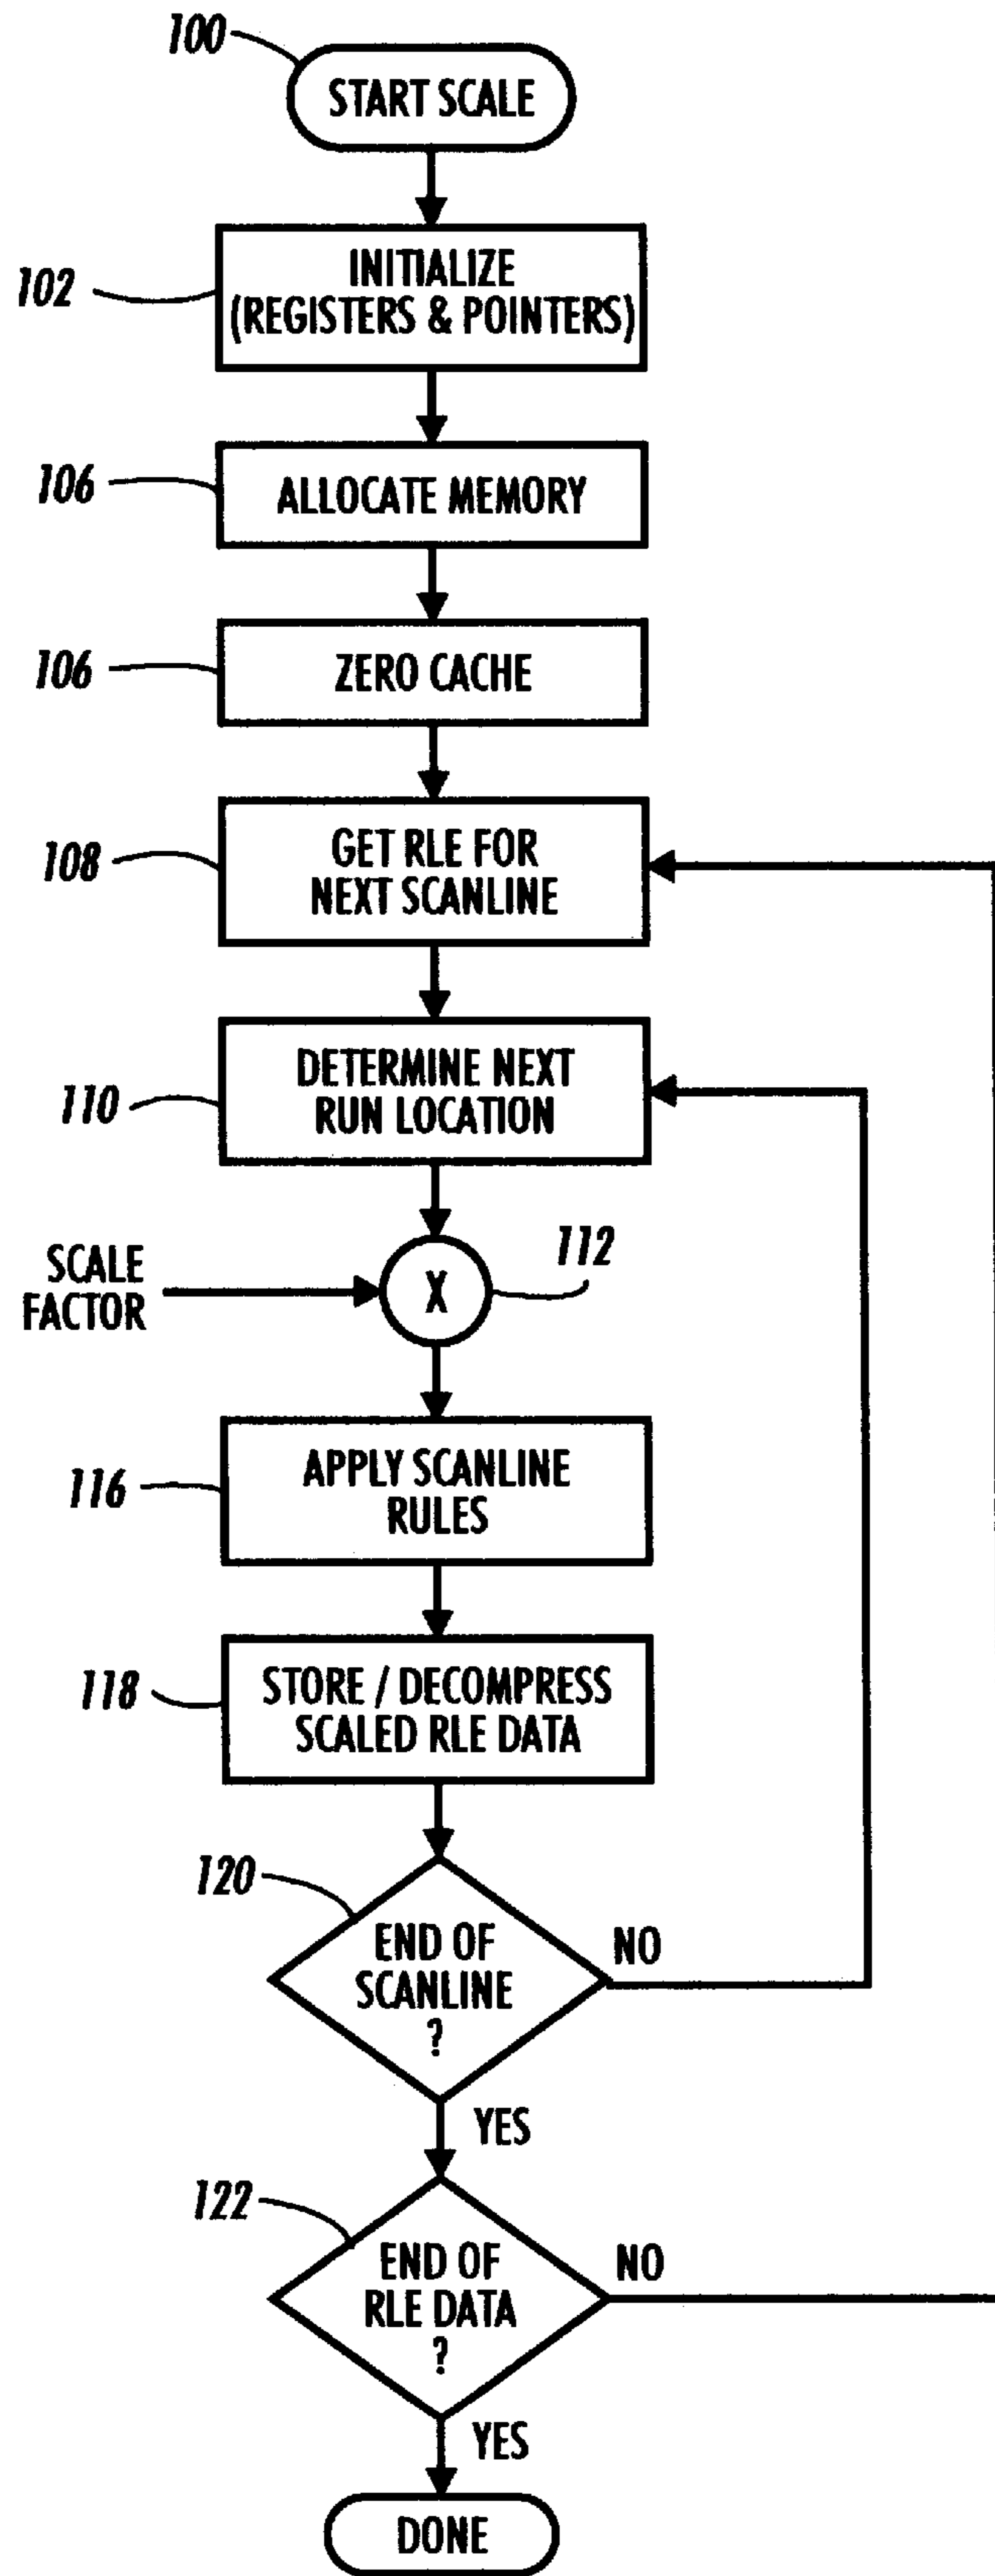 100
START SCALE
102
INITIALIZE
(REGISTERS & POINTERS)
106
ALLOCATE MEMORY
106
ZERO CACHE
108
GET RLE FOR
NEXT SCANLINE
110
DETERMINE NEXT
RUN LOCATION
112
SCALE
FACTOR
X
116
APPLY SCANLINE
RULES
118
STORE / DECOMPRESS
SCALED RLE DATA
120
END OF
SCANLINE
?
NO
YES
122
END OF
RLE DATA
?
NO
YES
DONE